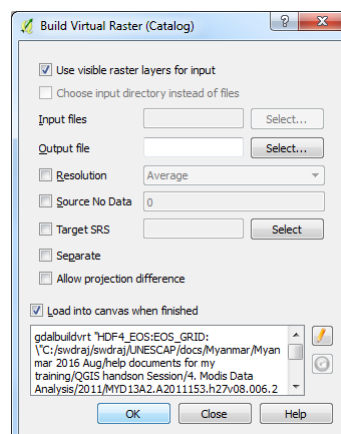 Build Virtual Raster (Catalog)
Use visible raster layers for input
Choose input directory instead of files
Input files Select...
Output file Select...
Resolution Average
Source No Data 0
Target SRS Select
Separate
Allow projection difference
Load into canvas when finished
gdalbuildvrt "HDF4_EOS:EOS_GRID:
\"C:/swdraj/swdraj/UNESCAP/docs/Myanmar/Myan
mar 2016 Aug/help documents for my
training/QGIS handson Session/4. Modis Data
Analysis/2011/MYD13A2.A2011153.h27v08.006.2
OK Close Help